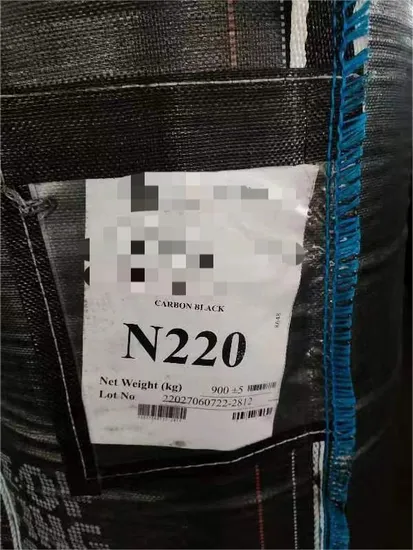 CARBON BLACK
N220
Net Weight (kg) 900 ±5
Lot No 22027060722-2812